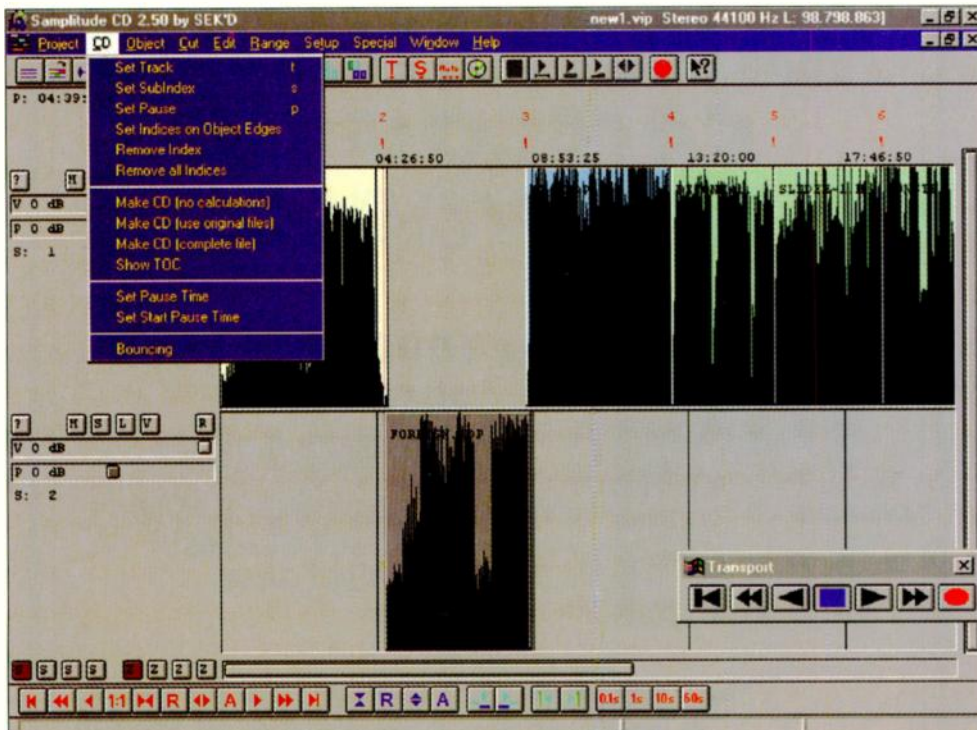 Samplitude CD 2.50 by SEK'D
new1.vip Stereo 44100 Hz L: 98.798.863]
Project CD Object Cut Edit Range Setup Special Window Help
T S Auto
P: 04:39:
Set Track t
Set SubIndex s
Set Pause p
Set Indices on Object Edges
Remove Index
Remove all Indices
Make CD (no calculations)
Make CD (use original files)
Make CD (complete file)
Show TOC
Set Pause Time
Set Start Pause Time
Bouncing
2 3 4 5 6
04:26:50 08:53:25 13:20:00 17:46:50
? M
V 0 dB
P 0 dB
S: 1
? M S L V R
V 0 dB
P 0 dB
S: 2
Transport
S S S Z Z Z
1:1 R A
R A
0.1s 1s 10s 60s